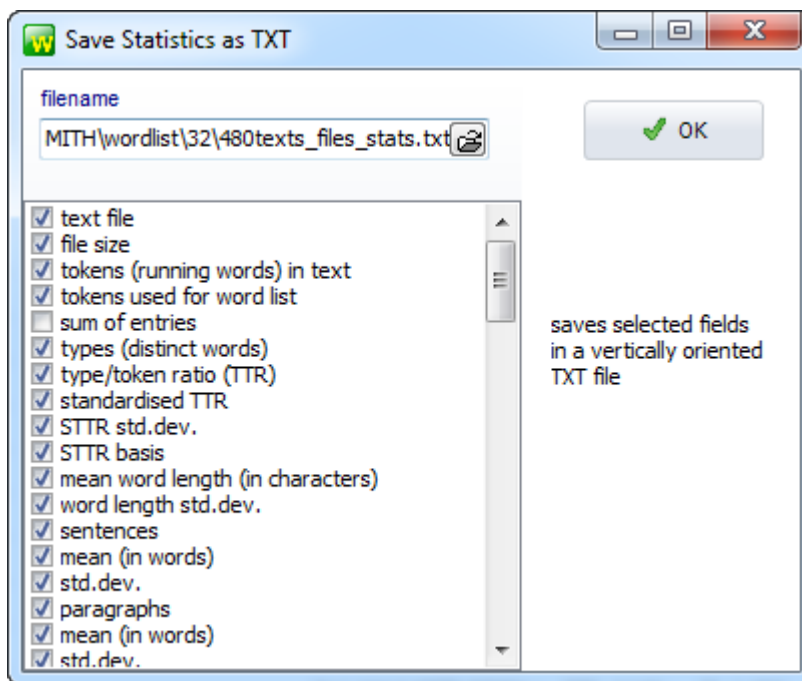 Save Statistics as TXT
filename
MITH\wordlist\32\480texts_files_stats.txt
OK
text file
file size
tokens (running words) in text
tokens used for word list
sum of entries
types (distinct words)
type/token ratio (TTR)
standardised TTR
STTR std.dev.
STTR basis
mean word length (in characters)
word length std.dev.
sentences
mean (in words)
std.dev.
paragraphs
mean (in words)
std.dev.
saves selected fields
in a vertically oriented
TXT file